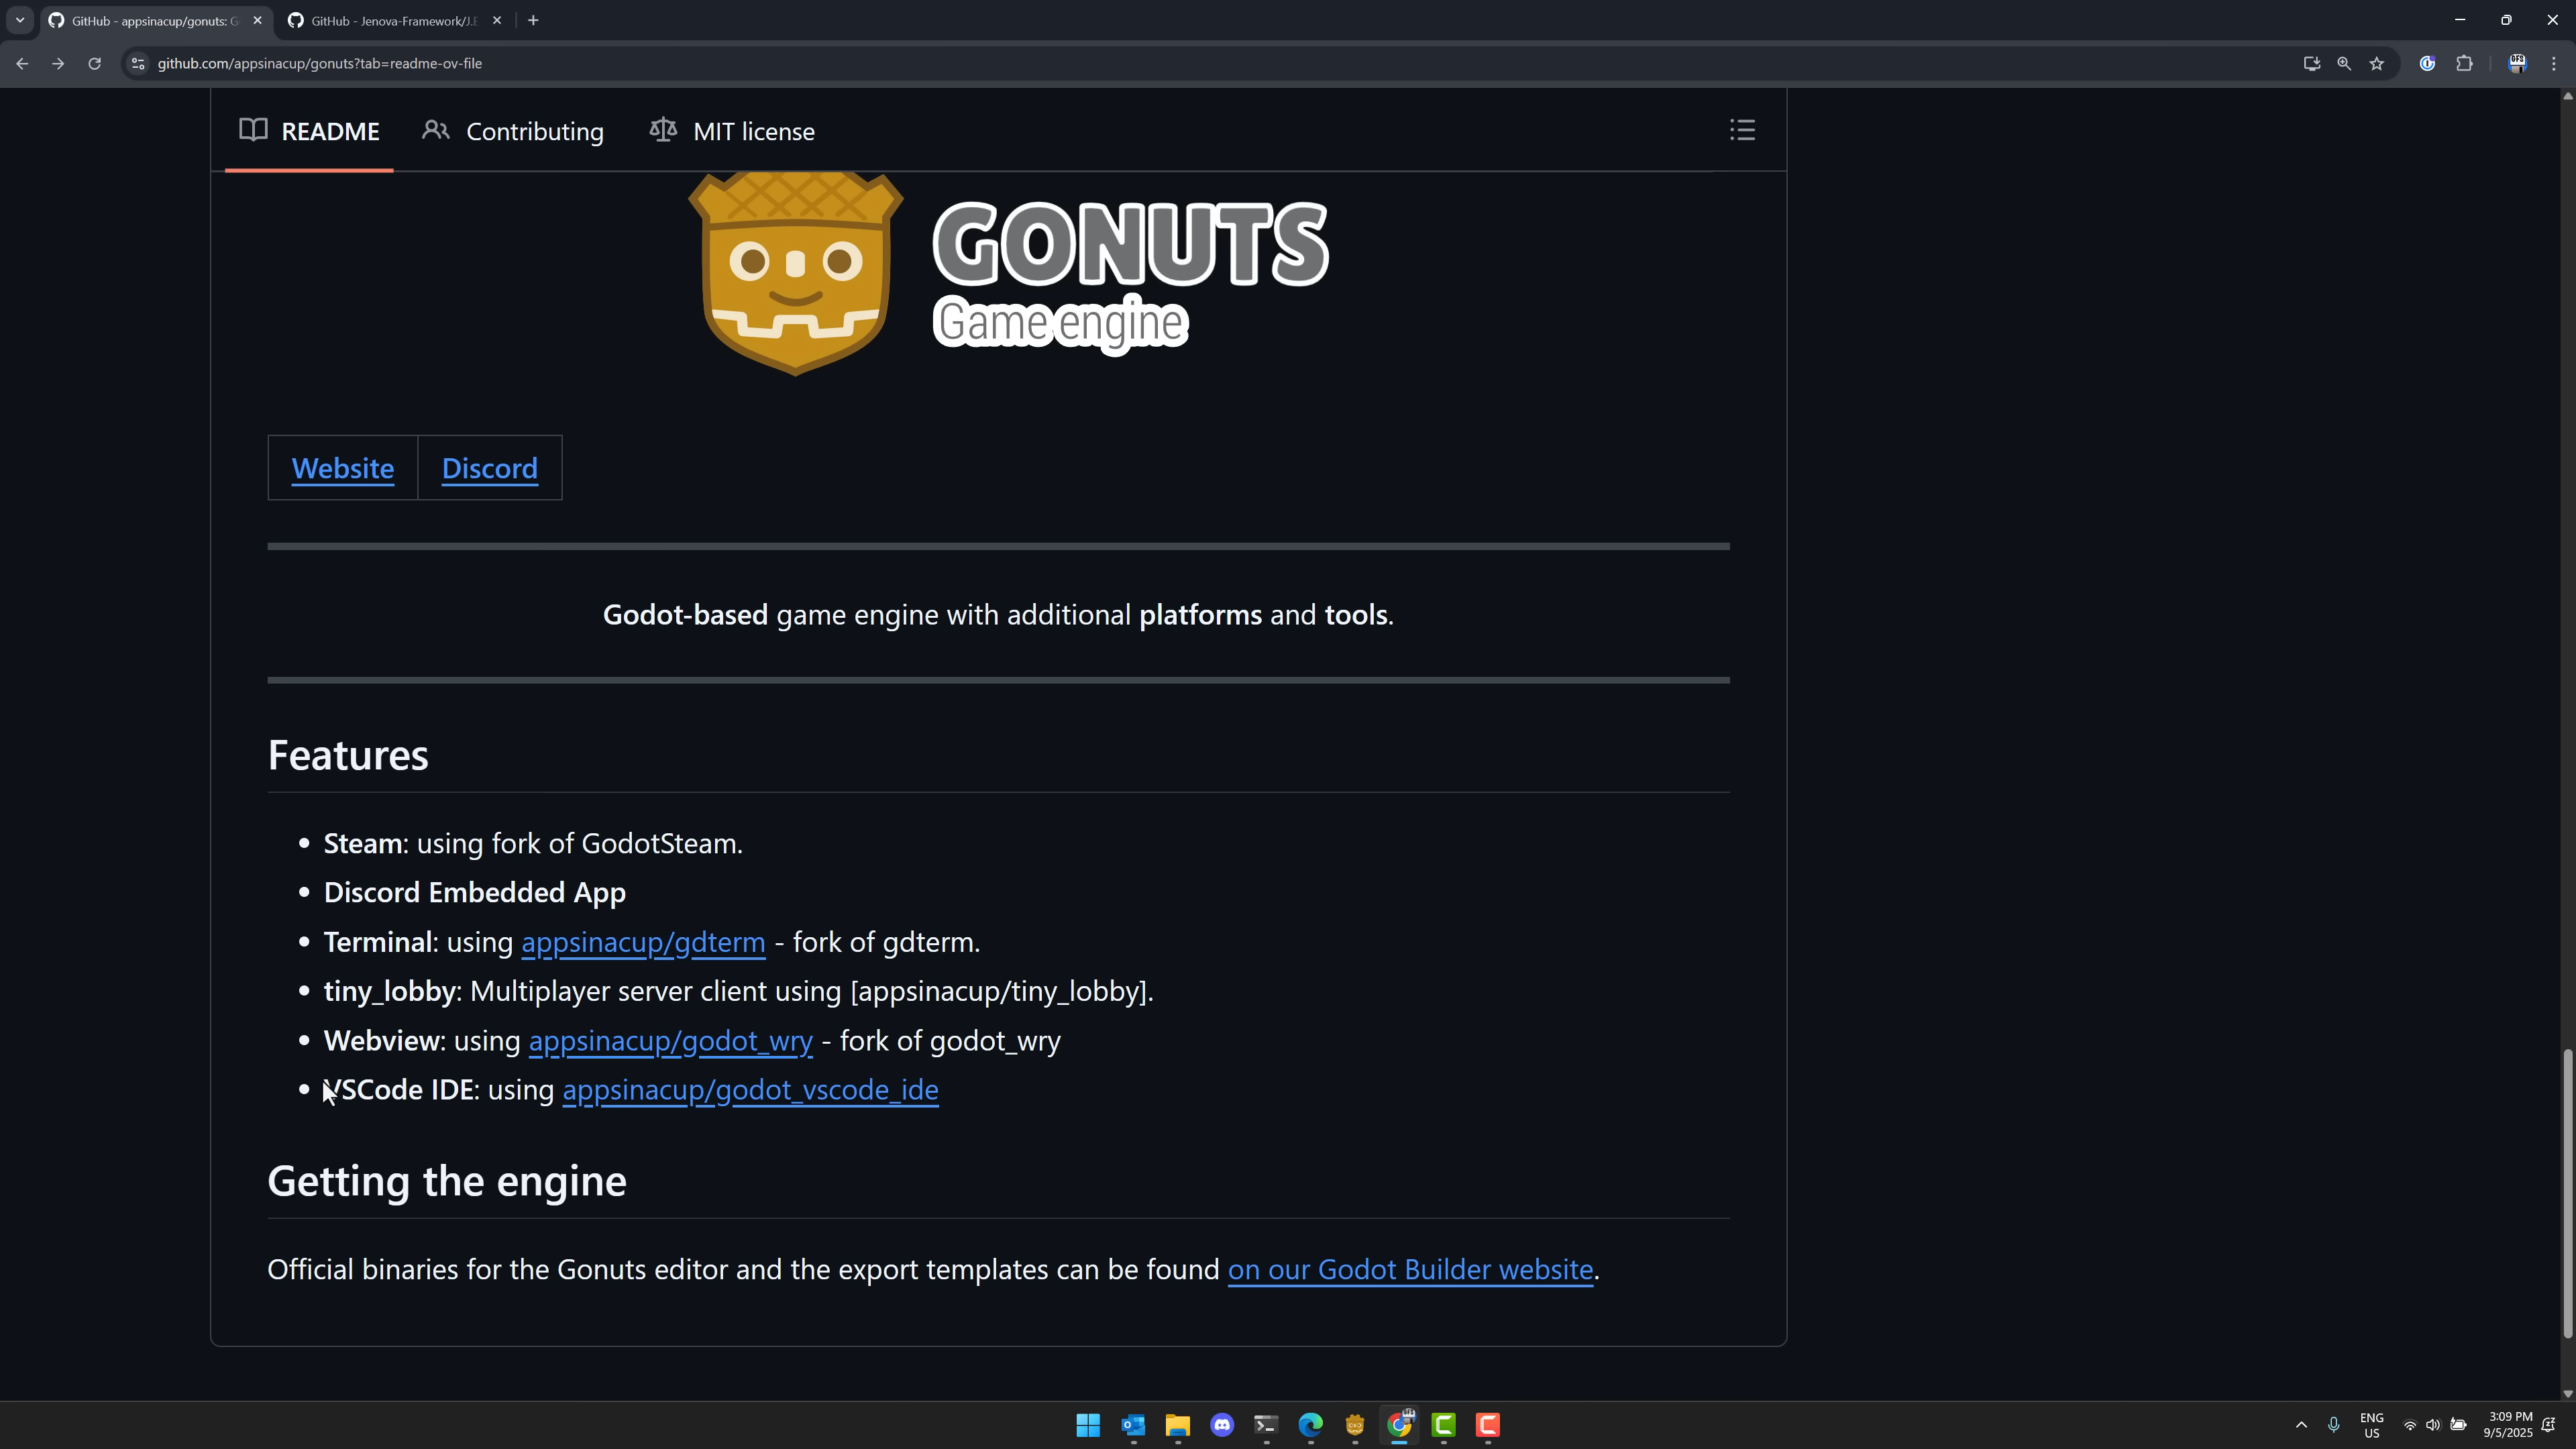 GitHub - appsinacup/gonuts: G
GitHub - Jenova-Framework/J.E
github.com/appsinacup/gonuts?tab=readme-ov-file
README
Contributing
MIT license
GONUTS
Game engine
Website
Discord
Godot-based game engine with additional platforms and tools.
Features
Steam: using fork of GodotSteam.
Discord Embedded App
Terminal: using appsinacup/gdterm - fork of gdterm.
tiny_lobby: Multiplayer server client using [appsinacup/tiny_lobby].
Webview: using appsinacup/godot_wry - fork of godot_wry
VSCode IDE: using appsinacup/godot_vscode_ide
Getting the engine
Official binaries for the Gonuts editor and the export templates can be found on our Godot Builder website.
ENG
US
3:09 PM
9/5/2025